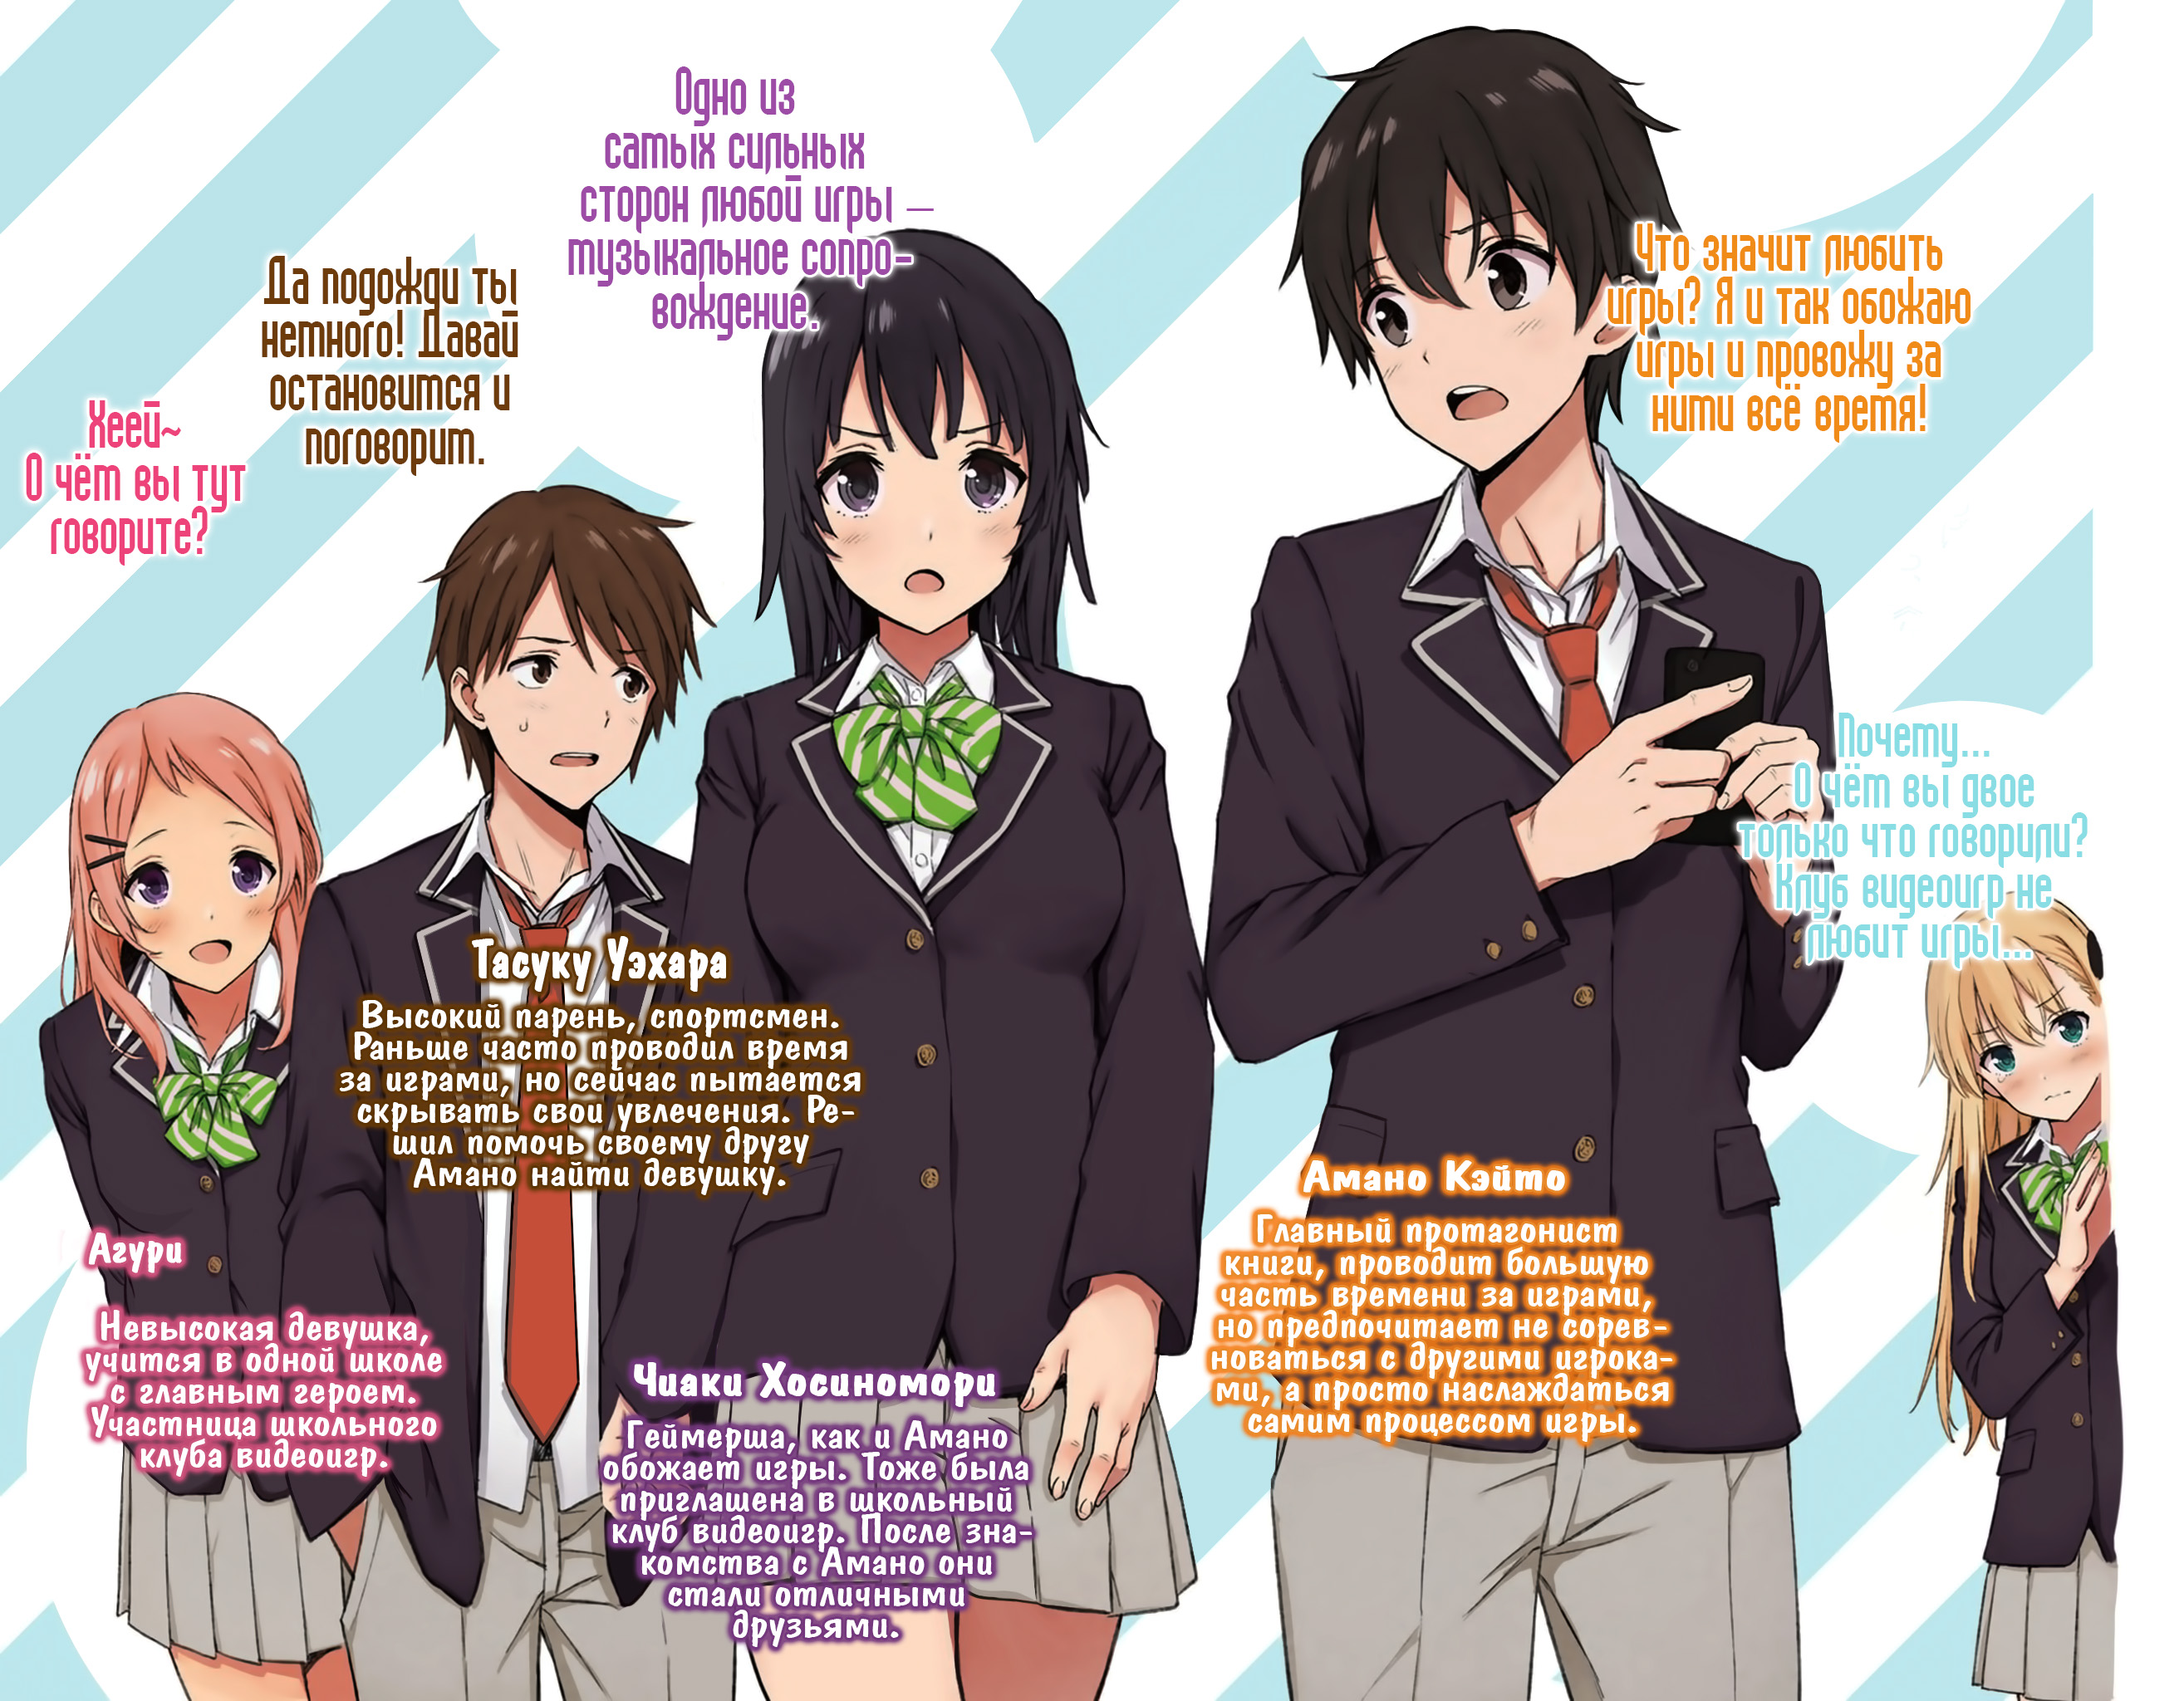 Хеей~
О чём вы тут
говорите?
Да подожди ты
немного! Давай
остановится и
поговорит.
Одно из
самых сильных
сторон любой игры –
музыкальное сопро-
вождение.
Что значит любить
игры? Я и так обожаю
игры и провожу за
ними всё время!
Почему...
О чём вы двое
только что говорили?
Клуб видеоигр не
любит игры...
Тасуку Уэхара
Высокий парень, спортсмен.
Раньше часто проводил время
за играми, но сейчас пытается
скрывать свои увлечения. Ре-
шил помочь своему другу
Амано найти девушку.
Агури
Невысокая девушка,
учится в одной школе
с главным героем.
Участница школьного
клуба видеоигр.
Чиаки Хосиномори
Геймерша, как и Амано
обожает игры. Тоже была
приглашена в школьный
клуб видеоигр. После зна-
комства с Амано они
стали отличными
друзьями.
Амано Кэйто
Главный протагонист
книги, проводит большую
часть времени за играми,
но предпочитает не сорев-
новаться с другими игрока-
ми, а просто наслаждаться
самим процессом игры.